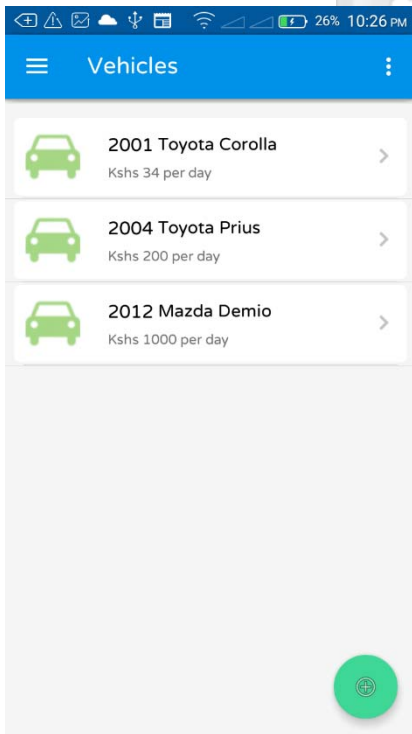 26% 10:26 PM
Vehicles
2001 Toyota Corolla
Kshs 34 per day
2004 Toyota Prius
Kshs 200 per day
2012 Mazda Demio
Kshs 1000 per day